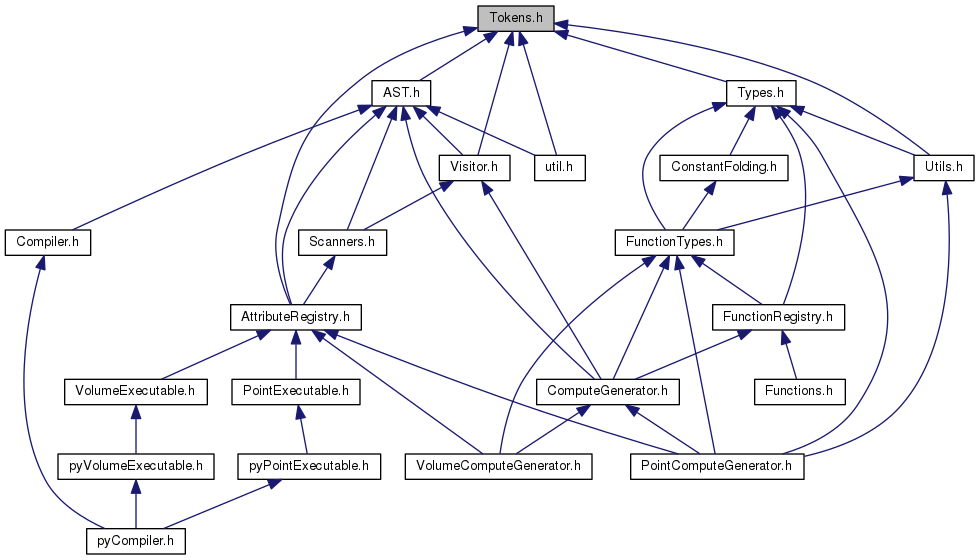 Tokens.h
AST.h
Types.h
Visitor.h
util.h
ConstantFolding.h
Utils.h
Compiler.h
Scanners.h
FunctionTypes.h
AttributeRegistry.h
FunctionRegistry.h
VolumeExecutable.h
PointExecutable.h
ComputeGenerator.h
Functions.h
pyVolumeExecutable.h
pyPointExecutable.h
VolumeComputeGenerator.h
PointComputeGenerator.h
pyCompiler.h